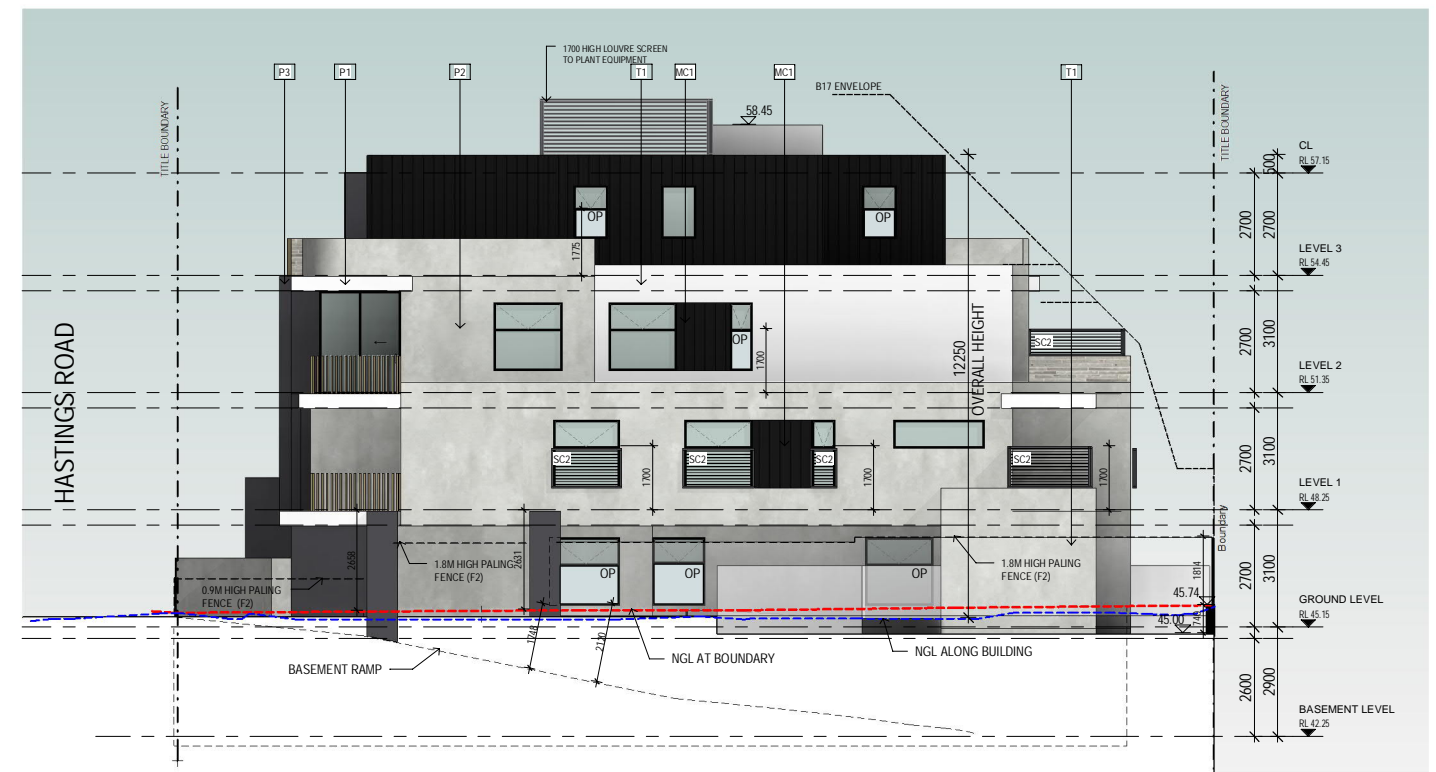 1700 HIGH LOUVRE SCREEN
TO PLANT EQUIPMENT
P3
P1
P2
T1
MC1
MC1
T1
B17 ENVELOPE
58.45
TITLE BOUNDARY
TITLE BOUNDARY
CL
RL 57.15
500
2700
2700
OP
OP
1775
LEVEL 3
RL 54.45
HASTINGS ROAD
OP
1700
12250
OVERALL HEIGHT
SC2
2700
3100
LEVEL 2
RL 51.35
SC2
SC2
SC2
SC2
1700
1700
1700
2700
3100
LEVEL 1
RL 48.25
Boundary
2658
2631
1.8M HIGH PALING
FENCE (F2)
OP
OP
OP
1.8M HIGH PALING
FENCE (F2)
0.9M HIGH PALING
FENCE (F2)
1814
45.74
45.00
2700
3100
GROUND LEVEL
RL 45.15
1748
2120
BASEMENT RAMP
NGL AT BOUNDARY
NGL ALONG BUILDING
2600
2900
BASEMENT LEVEL
RL 42.25